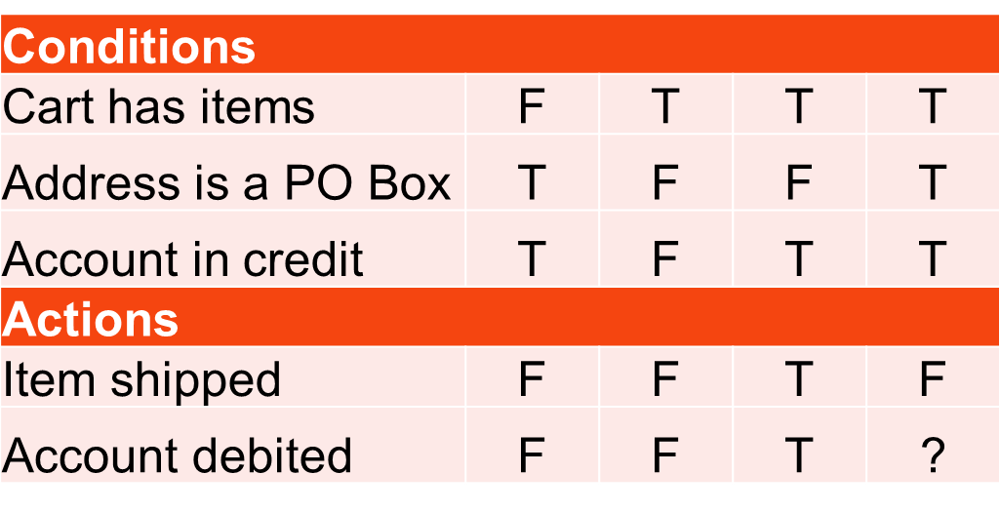 Conditions
Cart has items F T T T
Address is a PO Box T F F T
Account in credit T F T T
Actions
Item shipped F F T F
Account debited F F T ?